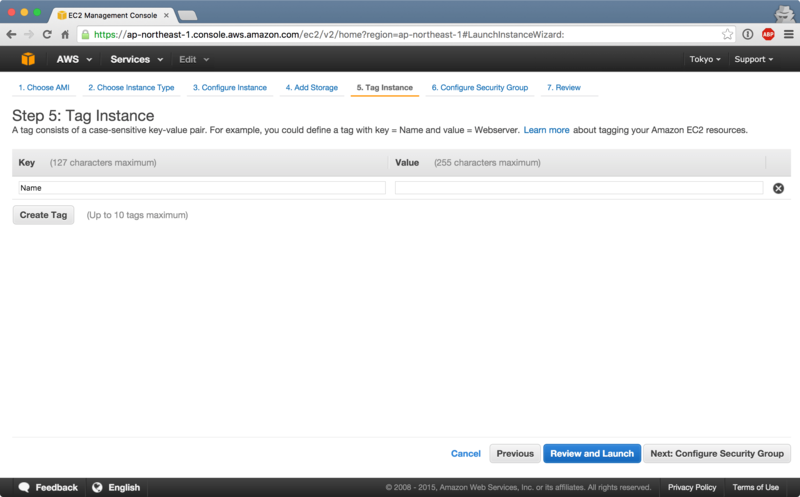 EC2 Management Console
https://ap-northeast-1.console.aws.amazon.com/ec2/v2/home?region=ap-northeast-1#LaunchInstanceWizard:
ABP
AWS Services Edit Tokyo Support
1. Choose AMI 2. Choose Instance Type 3. Configure Instance 4. Add Storage 5. Tag Instance 6. Configure Security Group 7. Review
Step 5: Tag Instance
A tag consists of a case-sensitive key-value pair. For example, you could define a tag with key = Name and value = Webserver. Learn more about tagging your Amazon EC2 resources.
Key (127 characters maximum) Value (255 characters maximum)
Name
Create Tag (Up to 10 tags maximum)
Cancel Previous Review and Launch Next: Configure Security Group
Feedback English © 2008 - 2015, Amazon Web Services, Inc. or its affiliates. All rights reserved. Privacy Policy Terms of Use